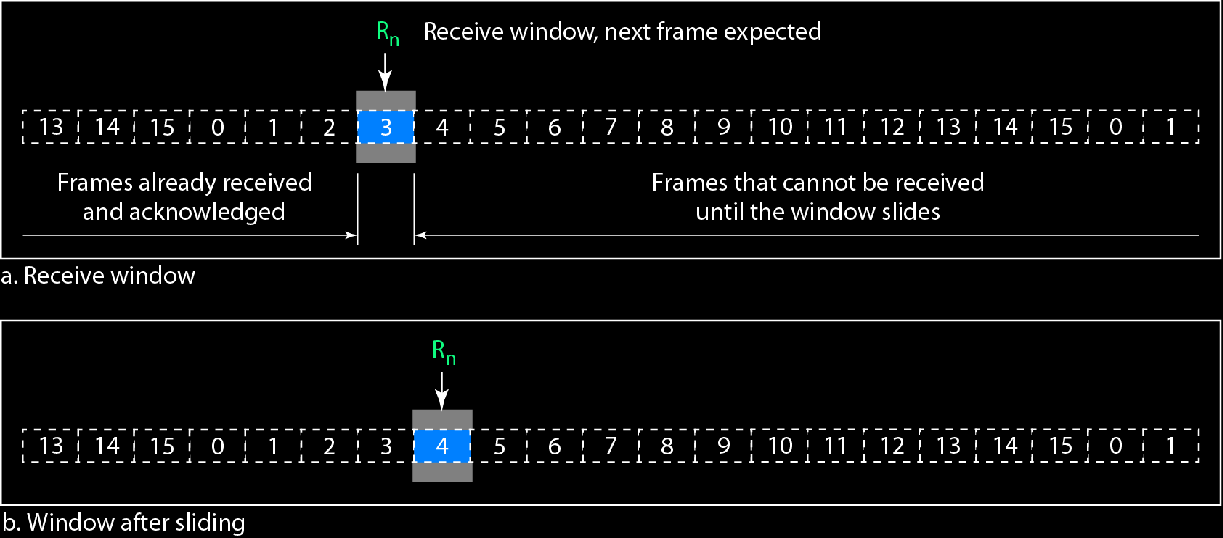 Rn Receive window, next frame expected
13 14 15 0 1 2 3 4 5 6 7 8 9 10 11 12 13 14 15 0 1
Frames already received
and acknowledged
Frames that cannot be received
until the window slides
a. Receive window
Rn
13 14 15 0 1 2 3 4 5 6 7 8 9 10 11 12 13 14 15 0 1
b. Window after sliding